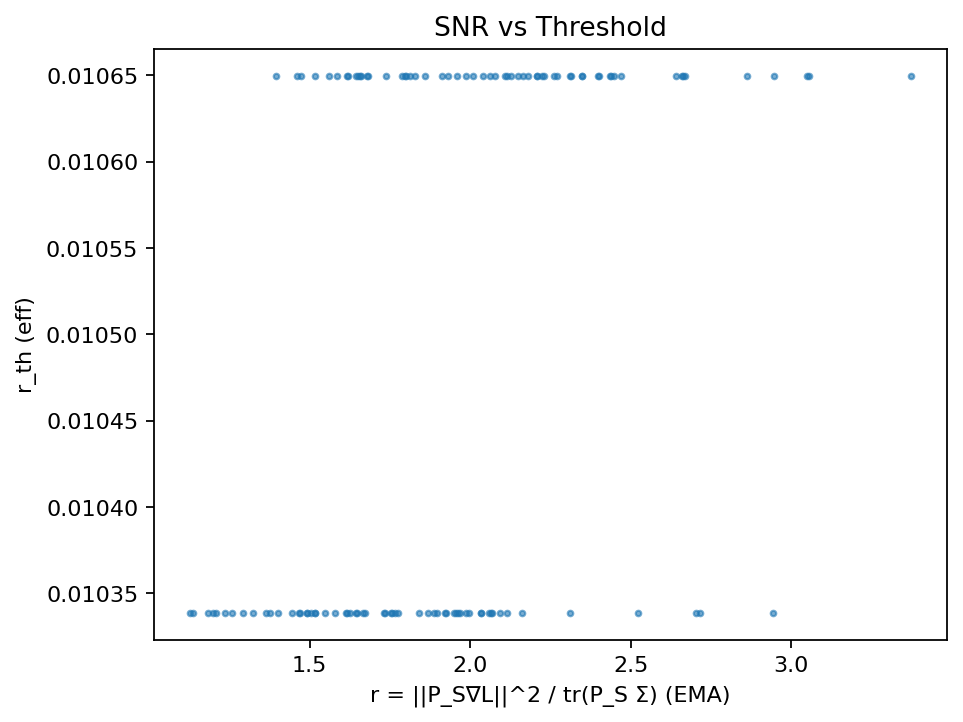 SNR vs Threshold
r_th (eff)
0.01065
0.01060
0.01055
0.01050
0.01045
0.01040
0.01035
1.5 2.0 2.5 3.0
r = ||P_S∇L||^2 / tr(P_S Σ) (EMA)